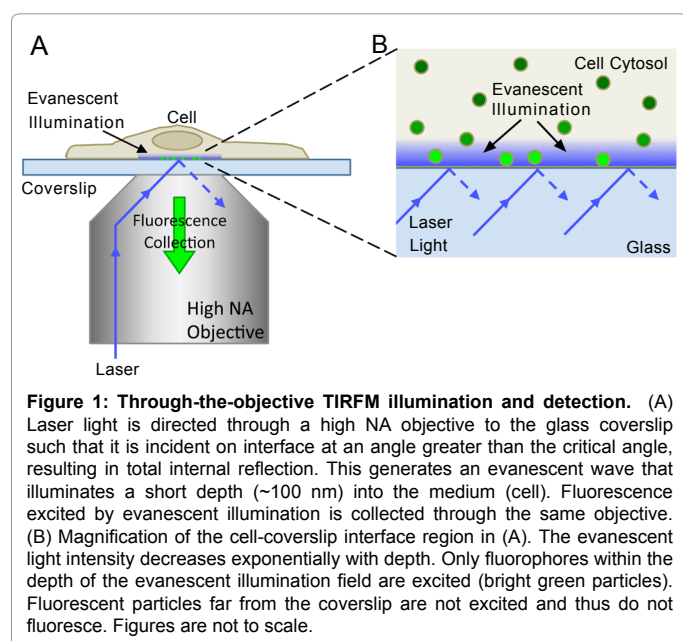 A
Evanescent
Illumination
Cell
Coverslip
Fluorescence
Collection
High NA
Objective
Laser
B
Cell Cytosol
Evanescent
Illumination
Laser
Light
Glass
Figure 1: Through-the-objective TIRFM illumination and detection. (A)
Laser light is directed through a high NA objective to the glass coverslip
such that it is incident on interface at an angle greater than the critical angle,
resulting in total internal reflection. This generates an evanescent wave that
illuminates a short depth (~100 nm) into the medium (cell). Fluorescence
excited by evanescent illumination is collected through the same objective.
(B) Magnification of the cell-coverslip interface region in (A). The evanescent
light intensity decreases exponentially with depth. Only fluorophores within the
depth of the evanescent illumination field are excited (bright green particles).
Fluorescent particles far from the coverslip are not excited and thus do not
fluoresce. Figures are not to scale.